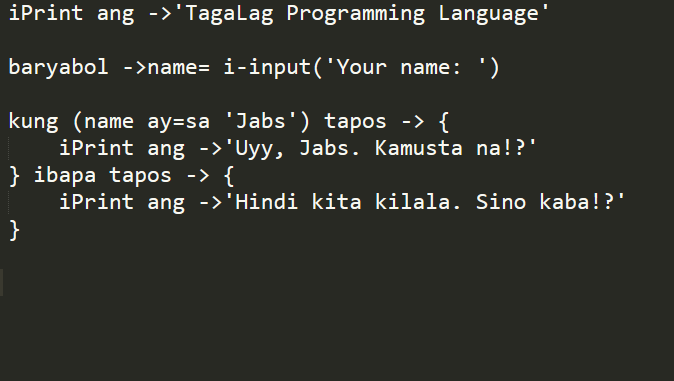 iPrint ang ->'TagaLag Programming Language'
baryabol ->name= i-input('Your name: ')
kung (name ay=sa 'Jabs') tapos -> {
iPrint ang ->'Uyy, Jabs. Kamusta na!?'
} ibapa tapos -> {
iPrint ang ->'Hindi kita kilala. Sino kaba!?'
}